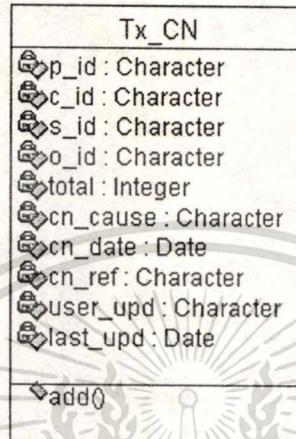 Tx_CN
p_id : Character
c_id : Character
s_id : Character
o_id : Character
total : Integer
cn_cause : Character
cn_date : Date
cn_ref : Character
user_upd : Character
last_upd : Date
add()